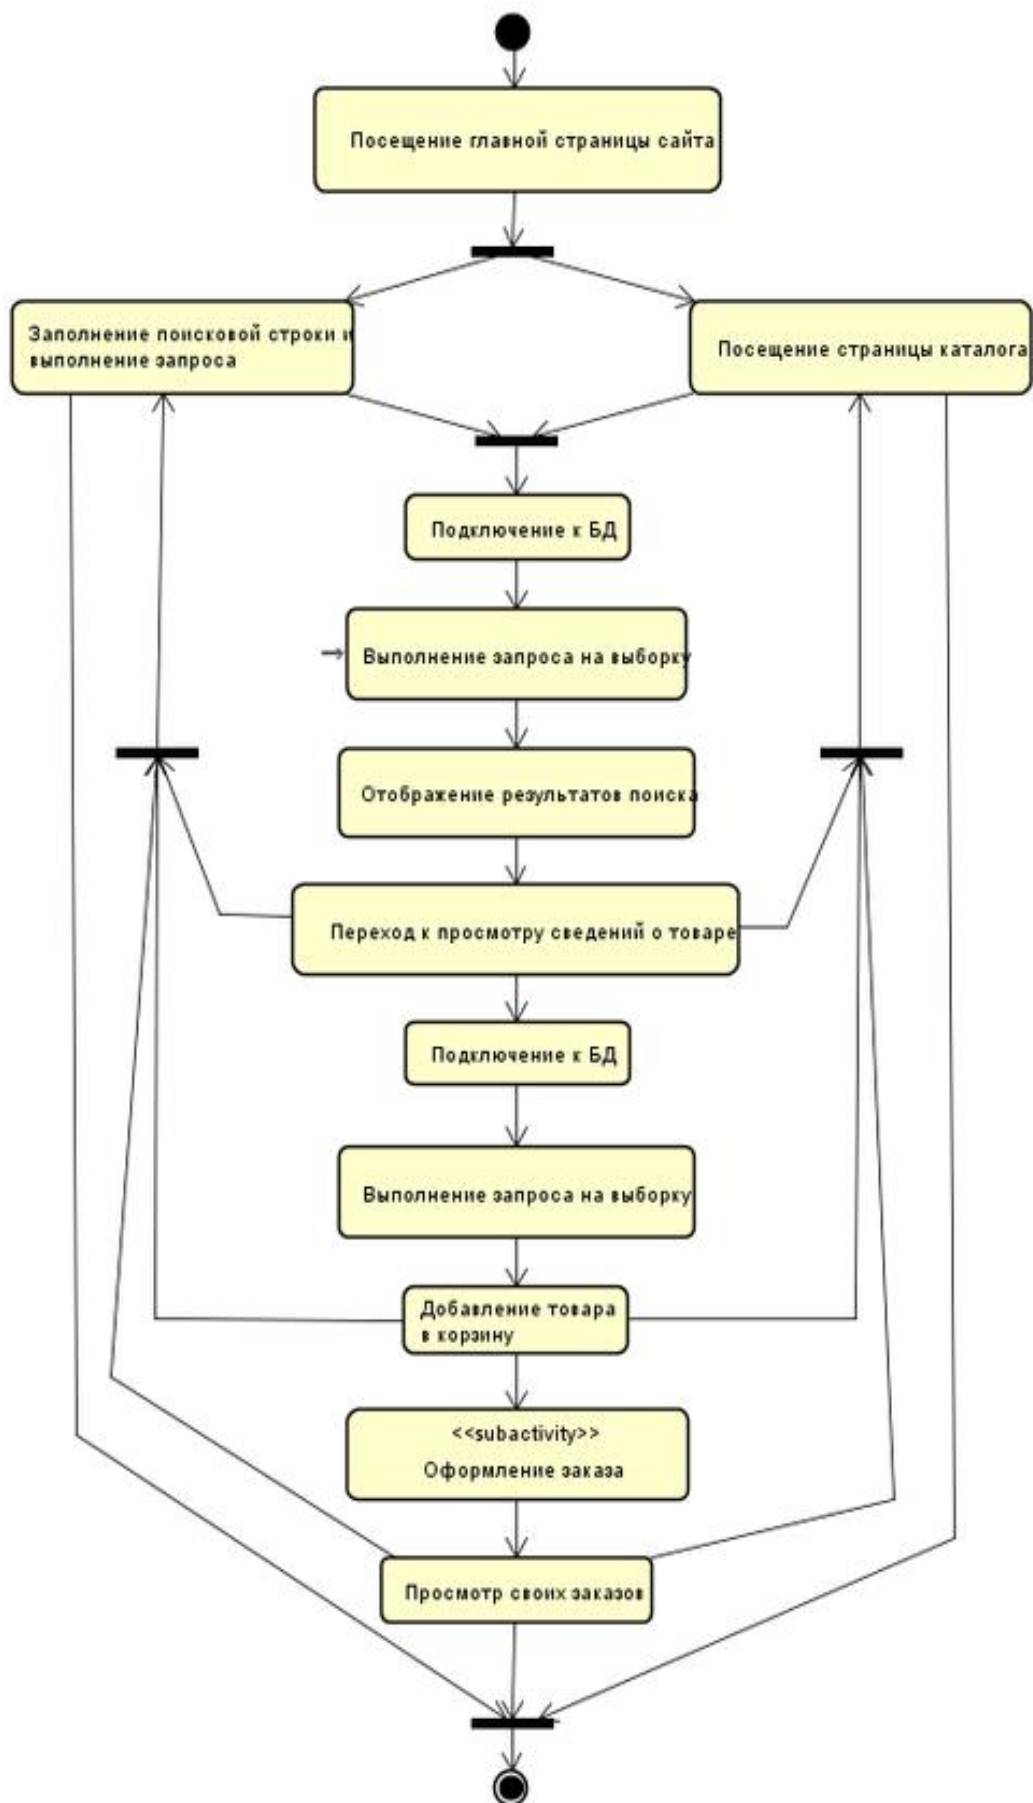 Посещение главной страницы сайта
Заполнение поисковой строки и
выполнение запроса
Посещение страницы каталога
Подключение к БД
Выполнение запроса на выборку
Отображение результатов поиска
Переход к просмотру сведений о товаре
Подключение к БД
Выполнение запроса на выборку
Добавление товара
в корзину
<<subactivity>>
Оформление заказа
Просмотр своих заказов